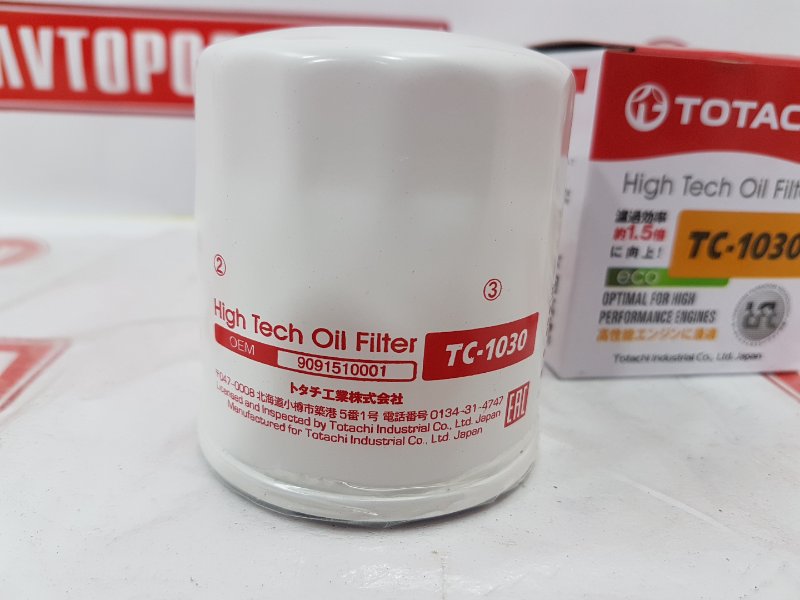 АВТОРО
TOTACHI
High Tech Oil Filte
濾過効率
約1.5倍
に向上!
TC-1030
eco
OPTIMAL FOR HIGH
PERFORMANCE ENGINES
高性能エンジンに最適
Totachi Industrial Co., Ltd. Japan
② ③
High Tech Oil Filter
OEM 9091510001 TC-1030
トタチ工業株式会社
〒047-0008 北海道小樽市築港 5番1号 電話番号 0134-31-4747
Licensed and Inspected by Totachi Industrial Co., Ltd. Japan
Manufactured for Totachi Industrial Co., Ltd. Japan
EAC